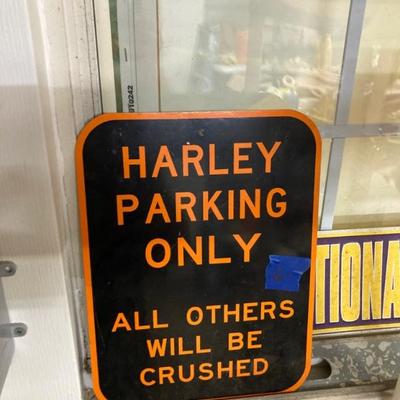 HARLEY
PARKING
ONLY
ALL OTHERS
WILL BE
CRUSHED
TIONA